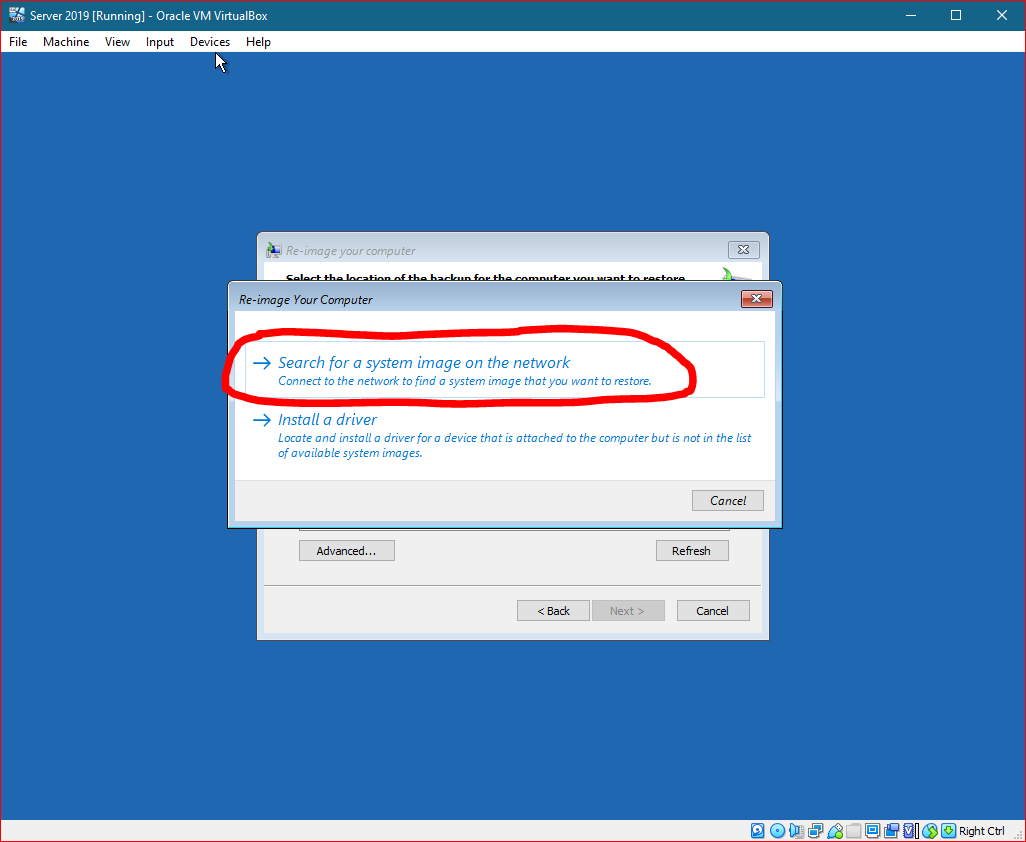 Server 2019 [Running] - Oracle VM VirtualBox
File Machine View Input Devices Help
Re-image your computer
Select the location of the backup for the computer you want to restore
Re-image Your Computer
Search for a system image on the network
Connect to the network to find a system image that you want to restore.
Install a driver
Locate and install a driver for a device that is attached to the computer but is not in the list
of available system images.
Cancel
Advanced... Refresh
< Back Next > Cancel
Right Ctrl